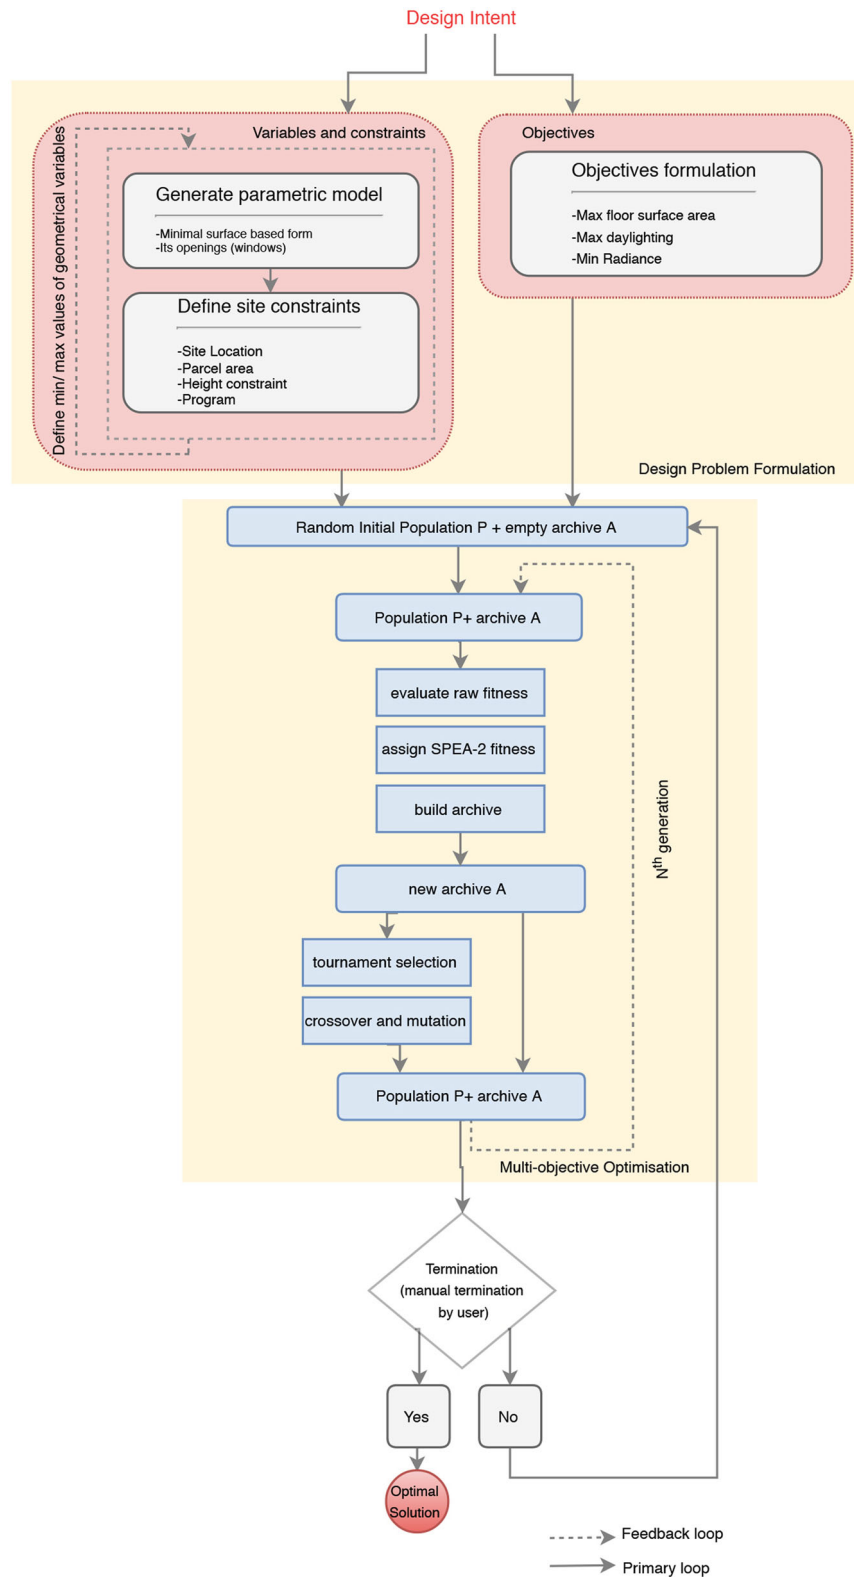 Design Intent
Define min/ max values of geometrical variables
Variables and constraints
Generate parametric model
-Minimal surface based form
-Its openings (windows)
Define site constraints
-Site Location
-Parcel area
-Height constraint
-Program
Objectives
Objectives formulation
-Max floor surface area
-Max daylighting
-Min Radiance
Design Problem Formulation
Random Initial Population P + empty archive A
Population P+ archive A
evaluate raw fitness
assign SPEA-2 fitness
build archive
new archive A
tournament selection
crossover and mutation
Population P+ archive A
Nth generation
Multi-objective Optimisation
Termination
(manual termination
by user)
Yes
No
Optimal
Solution
Feedback loop
Primary loop